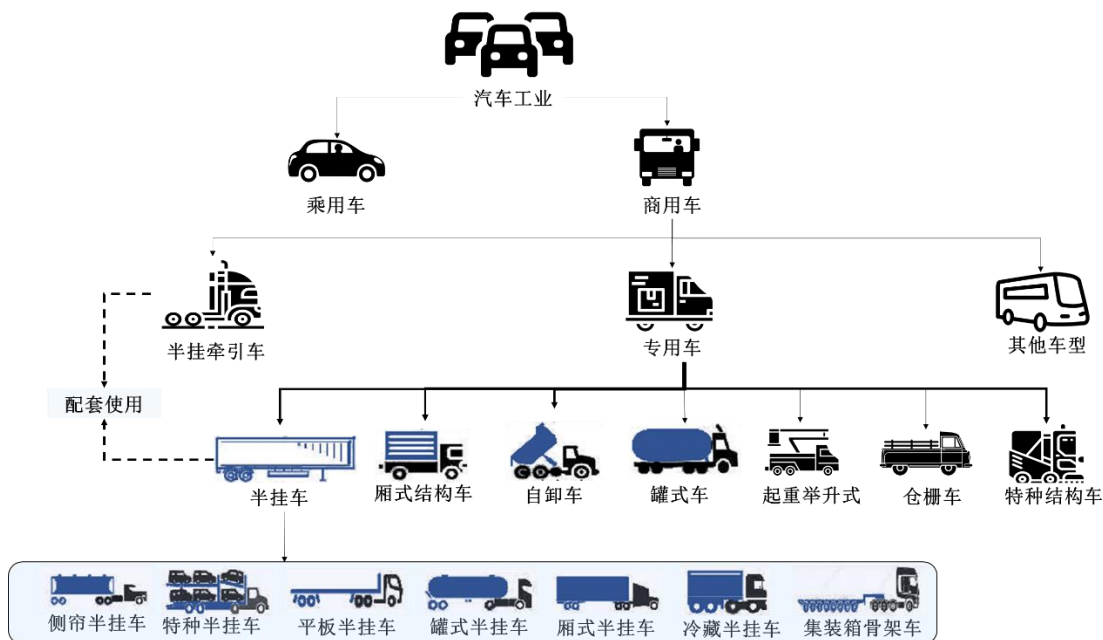 汽车工业
乘用车
商用车
半挂牵引车
专用车
其他车型
配套使用
半挂车
厢式结构车
自卸车
罐式车
起重举升式
仓栅车
特种结构车
侧帘半挂车
特种半挂车
平板半挂车
罐式半挂车
厢式半挂车
冷藏半挂车
集装箱骨架车